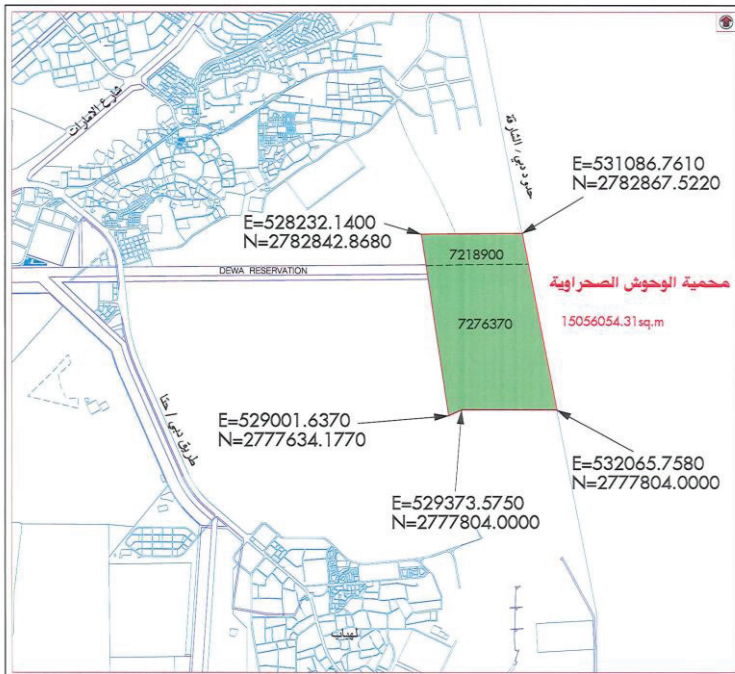 شارع الامارات
حدود دبي / الشارقة
E=531086.7610
N=2782867.5220
E=528232.1400
N=2782842.8680
7218900
DEWA RESERVATION
محمية الوحوش الصحراوية
7276370
15056054.31sq.m
طريق دبي / حتا
E=529001.6370
N=2777634.1770
E=532065.7580
N=2777804.0000
E=529373.5750
N=2777804.0000
لهباب